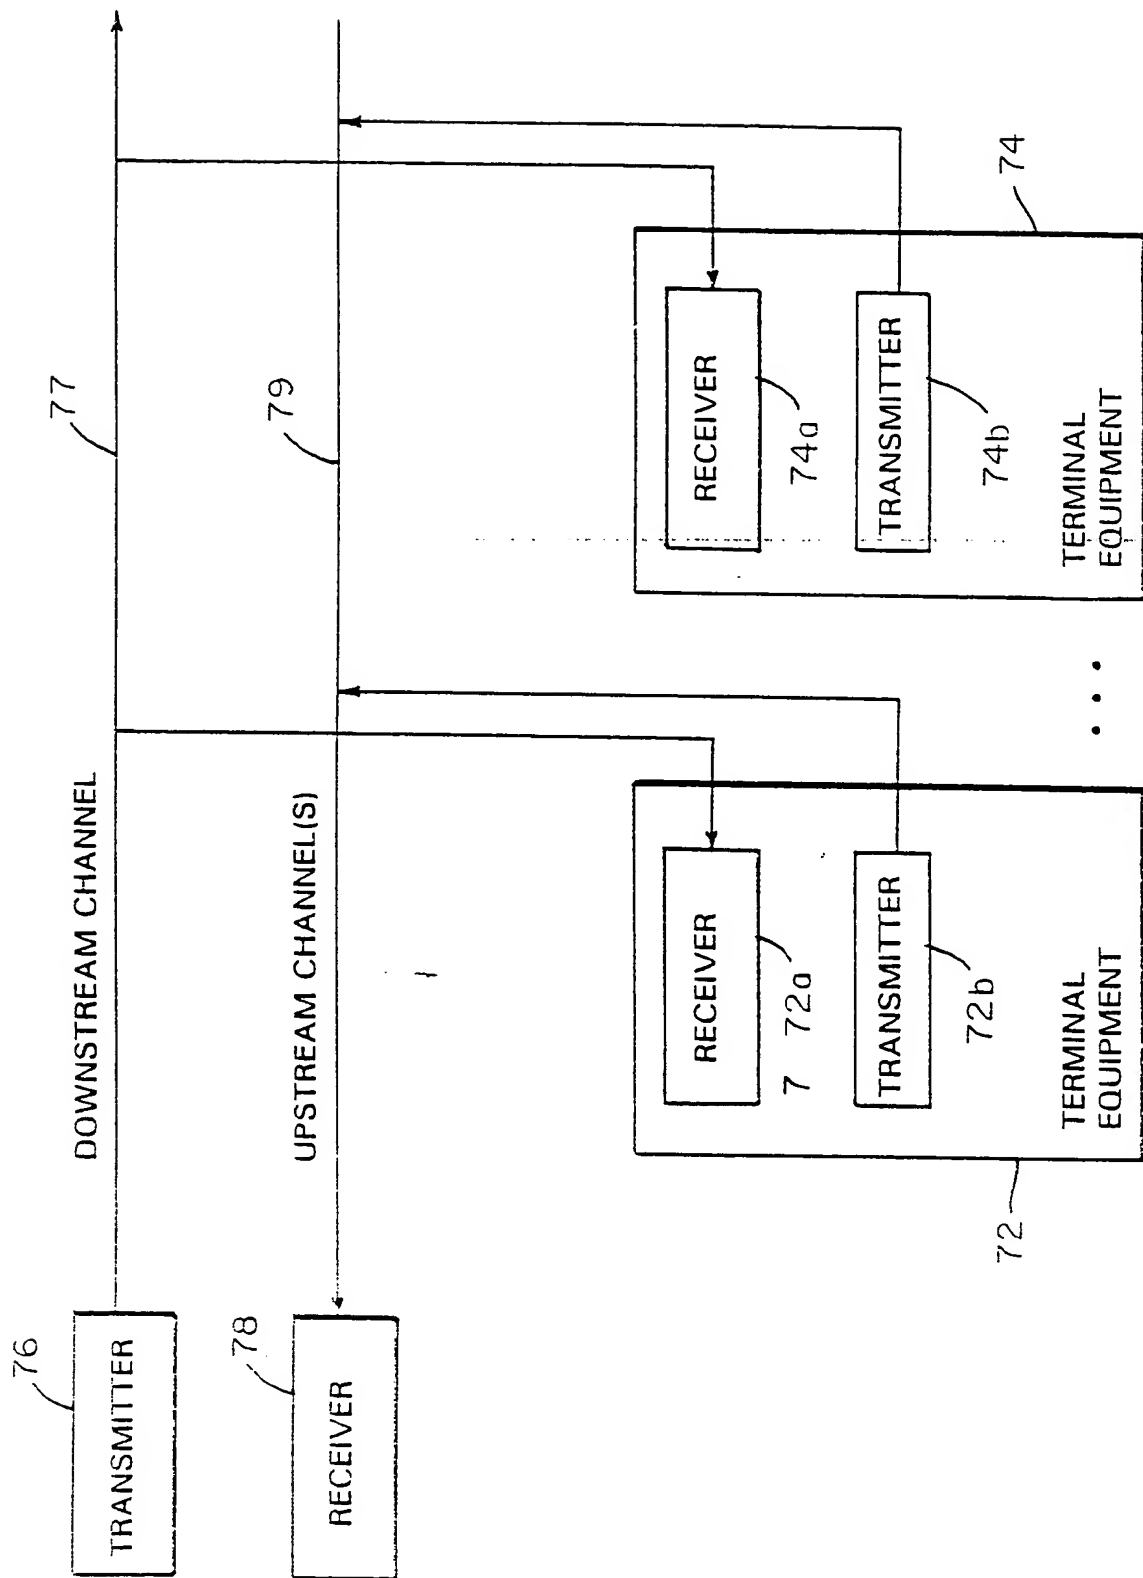 76
TRANSMITTER
DOWNSTREAM CHANNEL
77
78
RECEIVER
UPSTREAM CHANNEL(S)
79
RECEIVER
7 72a
TRANSMITTER
72b
TERMINAL
EQUIPMENT
72
...
RECEIVER
74a
TRANSMITTER
74b
TERMINAL
EQUIPMENT
74